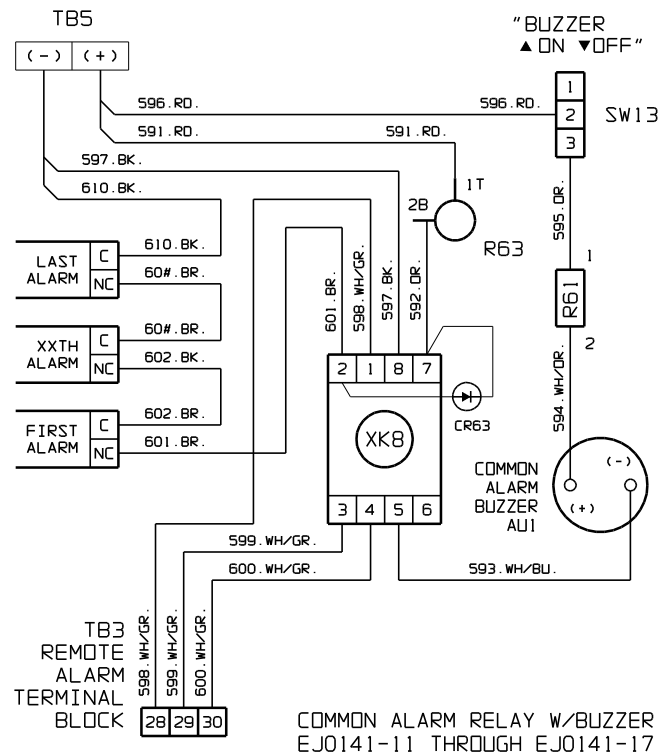 TB5
"BUZZER
▲ ON ▼OFF"
(-) (+)
596.RD. 596.RD.
1
2
3
SW13
591.RD. 591.RD.
597.BK.
610.BK.
1T
2B
R63
595.OR.
1
R61
2
594.WH/OR.
LAST
ALARM
C
NC
610.BK.
60#.BR.
XXTH
ALARM
C
NC
60#.BR.
602.BK.
FIRST
ALARM
C
NC
602.BR.
601.BR.
601.BR.
598.WH/GR.
597.BK.
592.OR.
2 1 8 7
CR63
XK8
3 4 5 6
COMMON
ALARM
BUZZER
AU1
(-)
(+)
599.WH/GR.
600.WH/GR.
593.WH/BU.
TB3
REMOTE
ALARM
TERMINAL
BLOCK
598.WH/GR.
599.WH/GR.
600.WH/GR.
28 29 30
COMMON ALARM RELAY W/BUZZER
EJ0141-11 THROUGH EJ0141-17